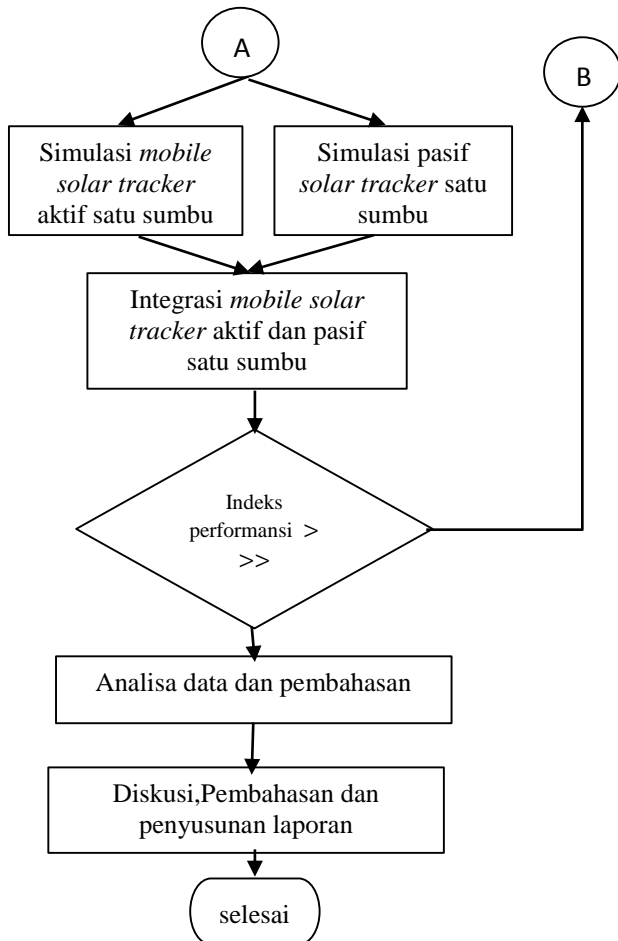 A
B
Simulasi mobile
solar tracker
aktif satu sumbu
Simulasi pasif
solar tracker satu
sumbu
Integrasi mobile solar
tracker aktif dan pasif
satu sumbu
Indeks
performansi >
>>
Analisa data dan pembahasan
Diskusi,Pembahasan dan
penyusunan laporan
selesai